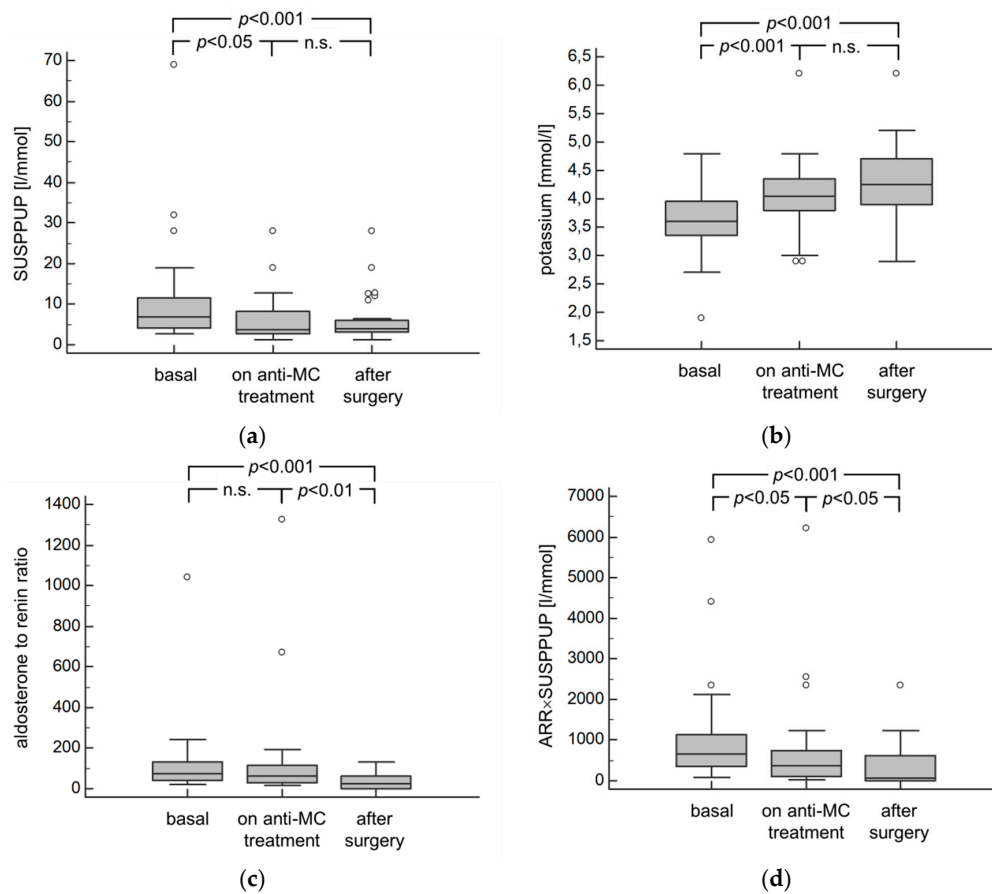 p<0.001
p<0.05
n.s.
SUSPPUP [l/mmol]
70
60
50
40
30
20
10
0
basal
on anti-MC
treatment
after
surgery
(a)
p<0.001
p<0.001
n.s.
potassium [mmol/l]
6,5
6,0
5,5
5,0
4.5
4,0
3,5
3,0
2,5
2,0
1,5
basal
on anti-MC
treatment
after
surgery
(b)
p<0.001
n.s.
p<0.01
aldosterone to renin ratio
1400
1200
1000
800
600
400
200
0
basal
on anti-MC
treatment
after
surgery
(c)
p<0.001
p<0.05
p<0.05
ARR×SUSPPUP [l/mmol]
7000
6000
5000
4000
3000
2000
1000
0
basal
on anti-MC
treatment
after
surgery
(d)